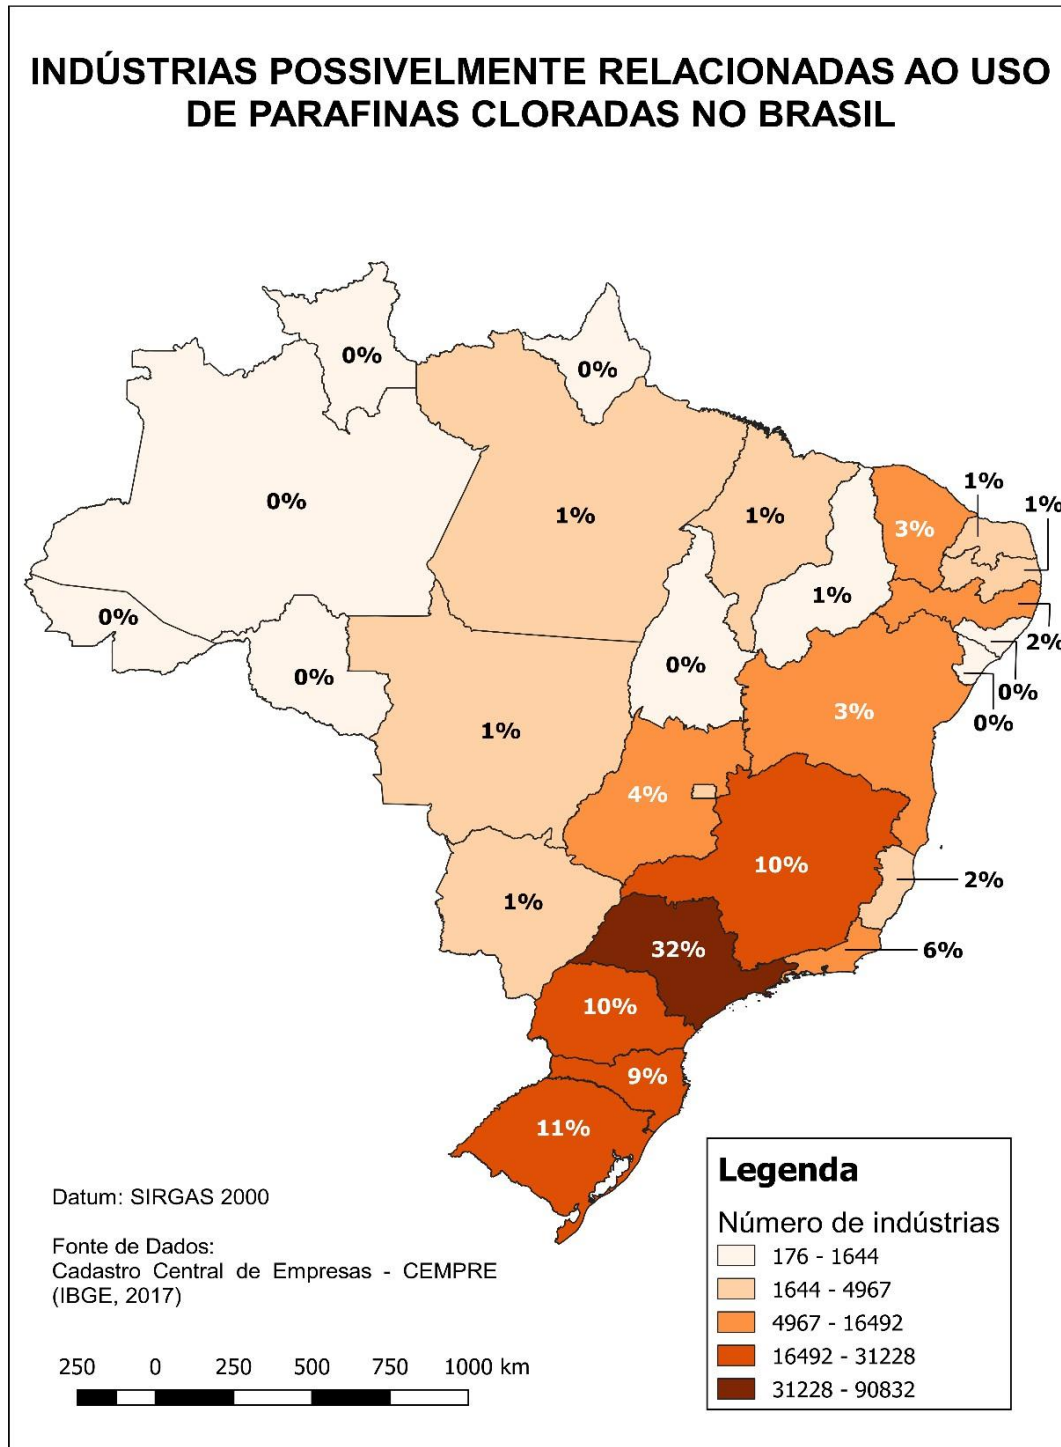 INDÚSTRIAS POSSIVELMENTE RELACIONADAS AO USO
DE PARAFINAS CLORADAS NO BRASIL
0%
0%
0%
1%
1%
3%
1%
1%
0%
1%
2%
0%
0%
0%
0%
1%
3%
4%
10%
2%
1%
32%
6%
10%
9%
11%
Datum: SIRGAS 2000
Fonte de Dados:
Cadastro Central de Empresas - CEMPRE
(IBGE, 2017)
250 0 250 500 750 1000 km
Legenda
Número de indústrias
176 - 1644
1644 - 4967
4967 - 16492
16492 - 31228
31228 - 90832